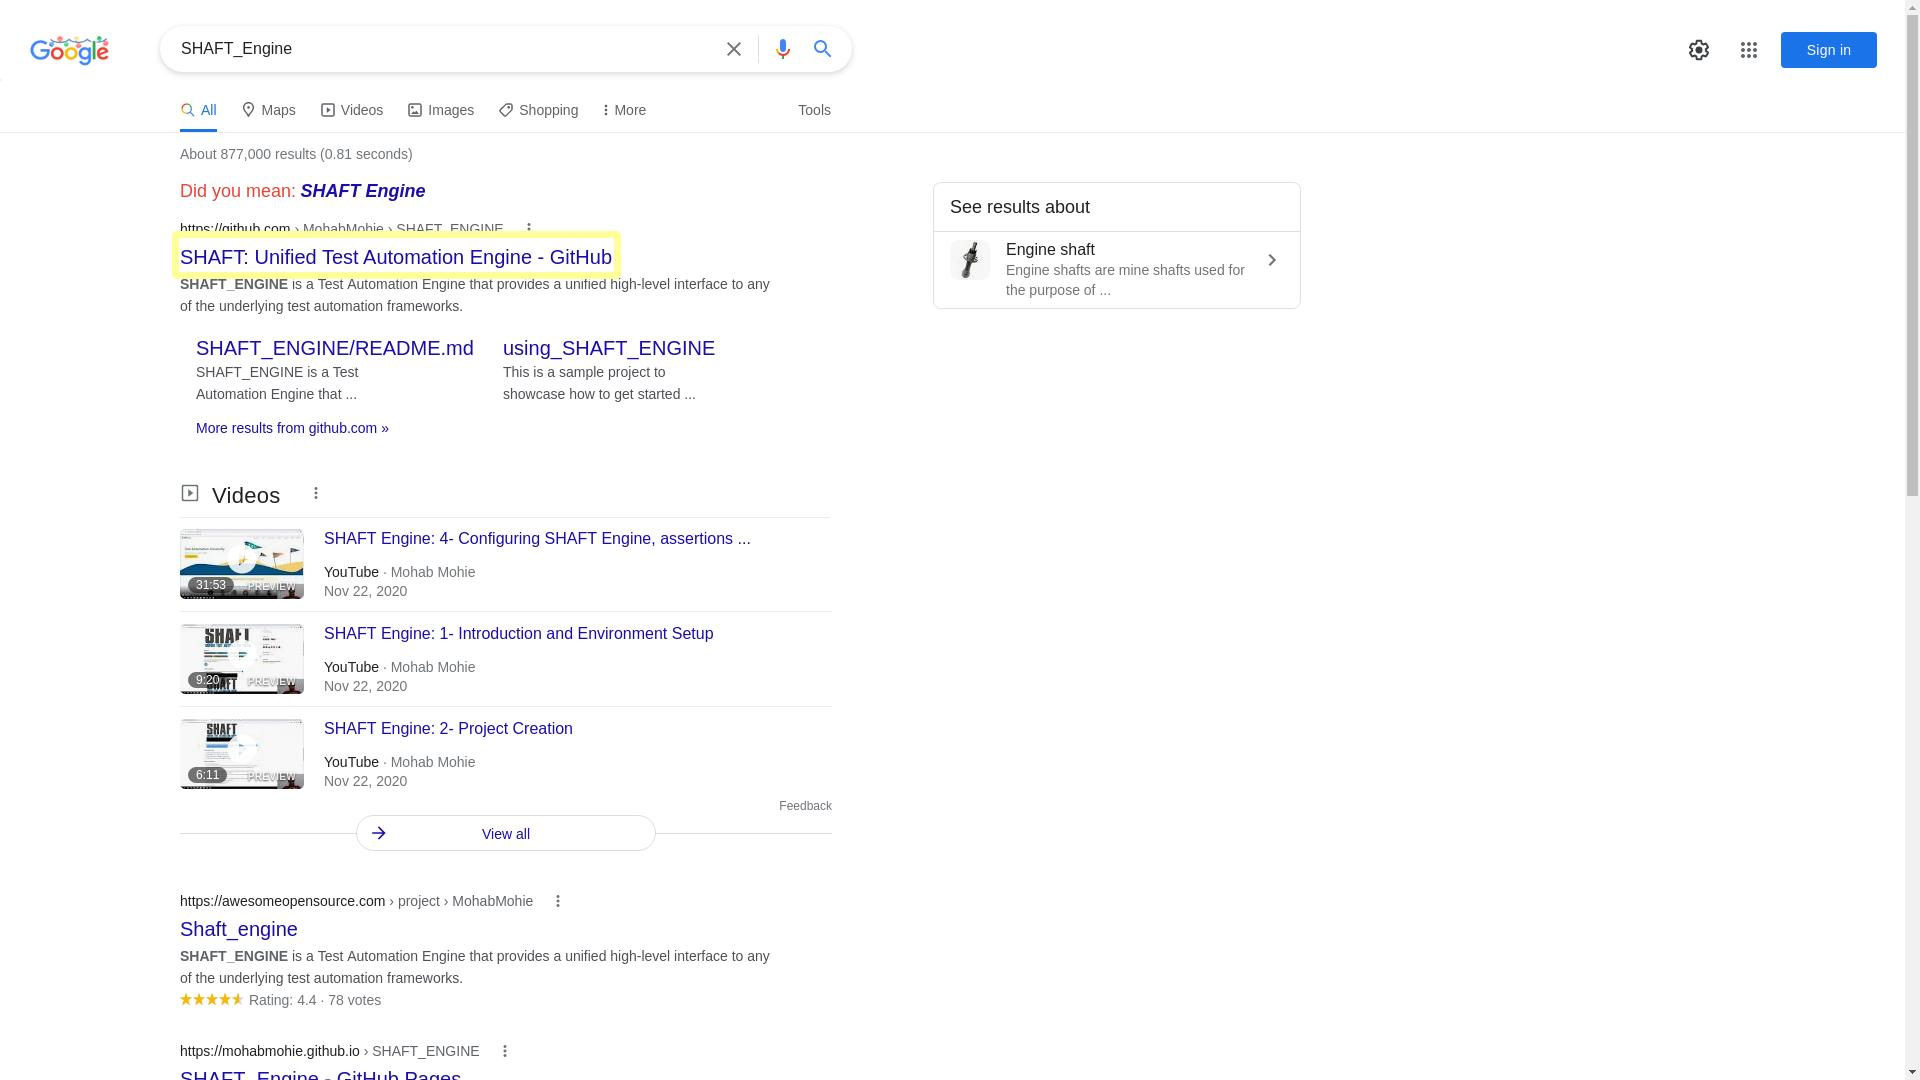 Google
SHAFT_Engine
Sign in
All
Maps
Videos
Images
Shopping
More
Tools
About 877,000 results (0.81 seconds)
Did you mean: SHAFT Engine
https://github.com › MohabMohie › SHAFT_ENGINE
SHAFT: Unified Test Automation Engine - GitHub
SHAFT_ENGINE is a Test Automation Engine that provides a unified high-level interface to any
of the underlying test automation frameworks.
SHAFT_ENGINE/README.md
SHAFT_ENGINE is a Test
Automation Engine that ...
using_SHAFT_ENGINE
This is a sample project to
showcase how to get started ...
More results from github.com »
See results about
Engine shaft
Engine shafts are mine shafts used for
the purpose of ...
Videos
31:53
PREVIEW
SHAFT Engine: 4- Configuring SHAFT Engine, assertions ...
YouTube · Mohab Mohie
Nov 22, 2020
SHAFT
9:20
PREVIEW
SHAFT
SHAFT Engine: 1- Introduction and Environment Setup
YouTube · Mohab Mohie
Nov 22, 2020
SHAFT
6:11
PREVIEW
SHAFT Engine: 2- Project Creation
YouTube · Mohab Mohie
Nov 22, 2020
Feedback
View all
https://awesomeopensource.com › project › MohabMohie
Shaft_engine
SHAFT_ENGINE is a Test Automation Engine that provides a unified high-level interface to any
of the underlying test automation frameworks.
Rating: 4.4 · 78 votes
https://mohabmohie.github.io › SHAFT_ENGINE
SHAFT_Engine - GitHub Pages